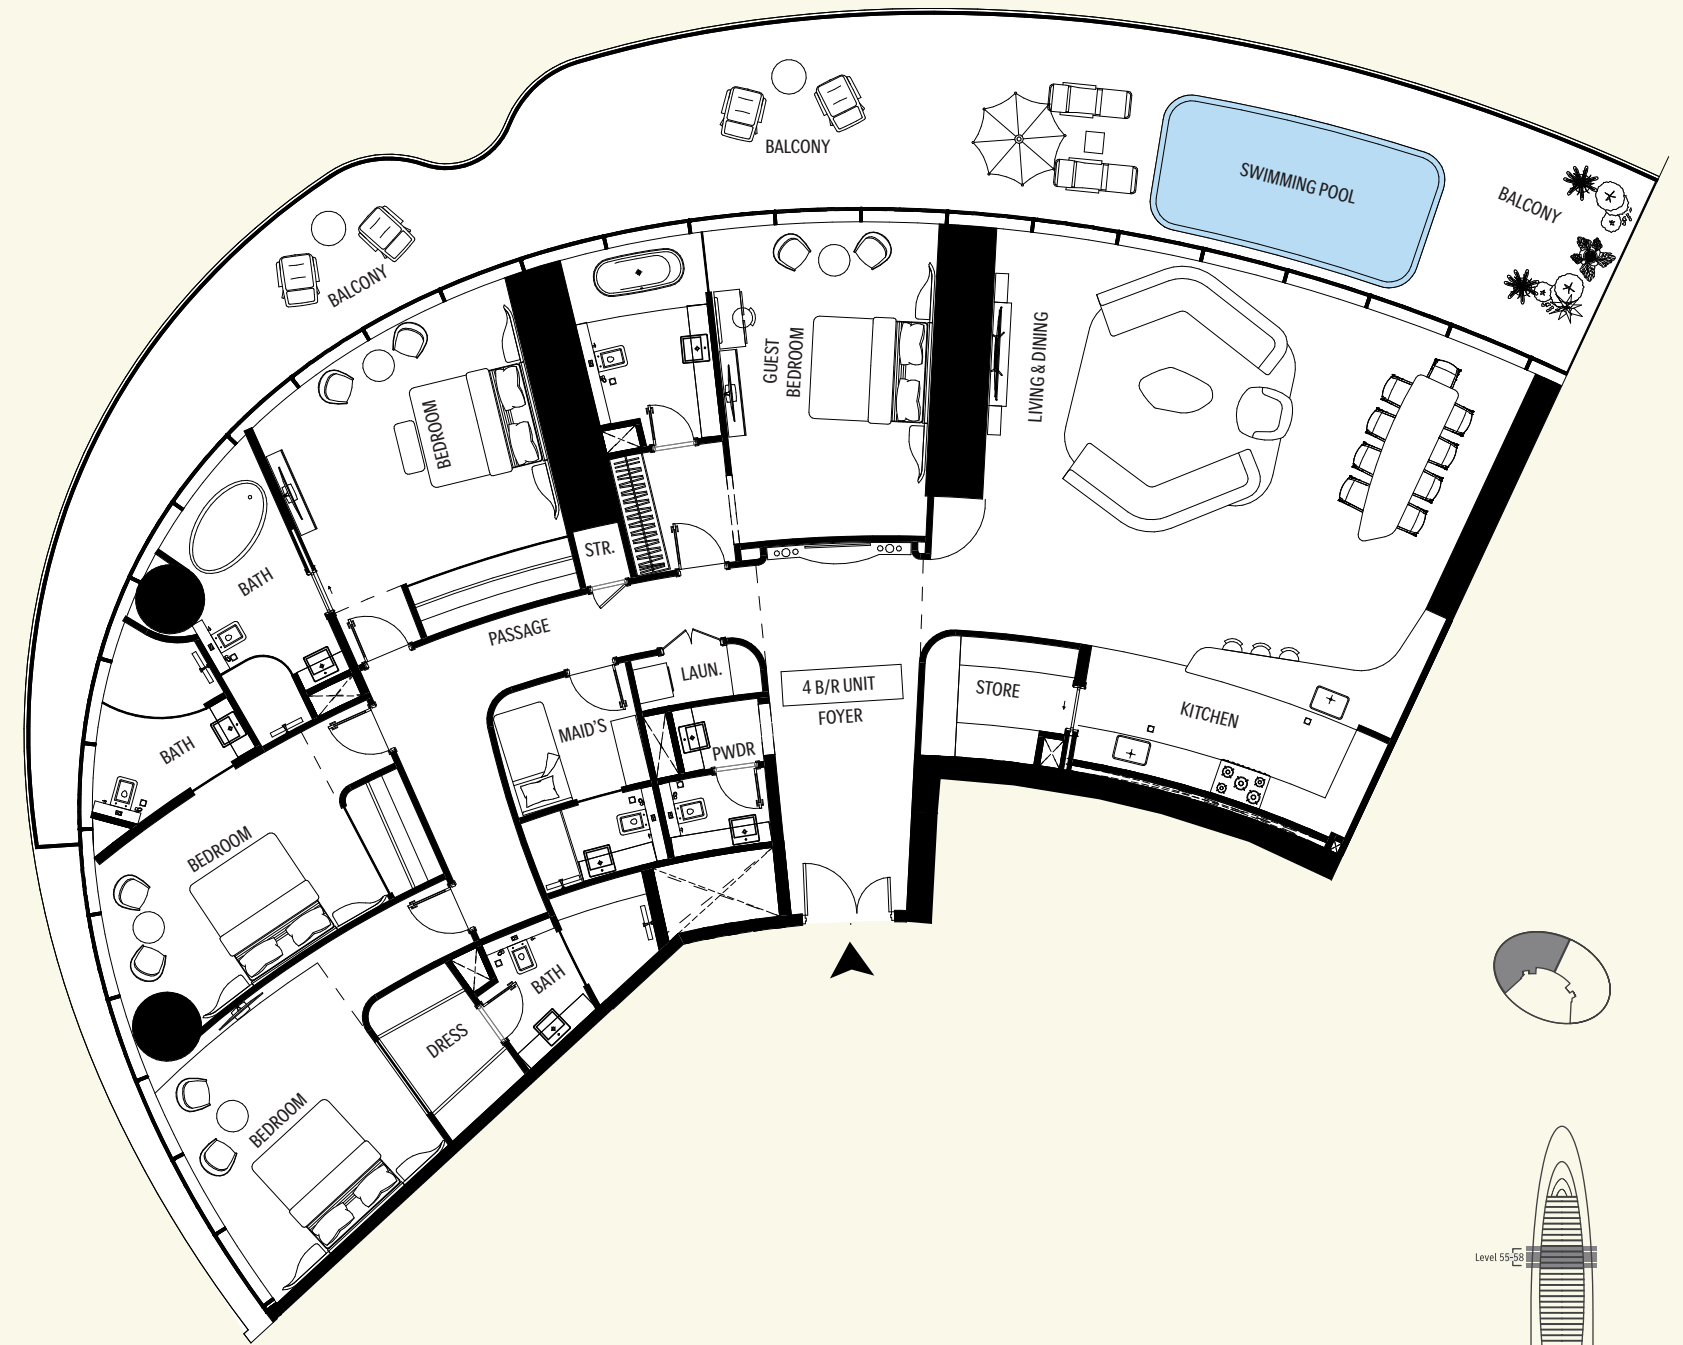 BALCONY
SWIMMING POOL
BALCONY
BALCONY
GUEST
BEDROOM
LIVING & DINING
BEDROOM
STR.
BATH
PASSAGE
LAUN.
4 B/R UNIT
FOYER
STORE
KITCHEN
MAID'S
PWDR
BATH
BEDROOM
BATH
DRESS
BEDROOM
Level 55-58